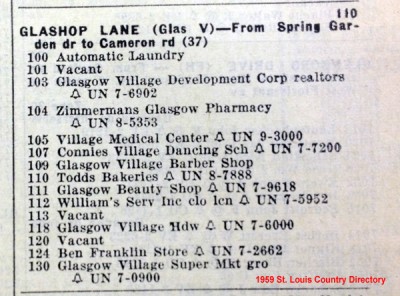 110
GLASHOP LANE (Glas V)—From Spring Gar-
den dr to Cameron rd (37)
100 Automatic Laundry
101 Vacant
103 Glasgow Village Development Corp realtors
△ UN 7-6902
104 Zimmermans Glasgow Pharmacy
△ UN 8-5353
105 Village Medical Center △ UN 9-3000
107 Connies Village Dancing Sch △ UN 7-7200
109 Glasgow Village Barber Shop
110 Todds Bakeries △ UN 8-7888
111 Glasgow Beauty Shop △ UN 7-9618
112 William's Serv Inc clo lcn △ UN 7-5952
113 Vacant
118 Glasgow Village Hdw △ UN 7-6000
120 Vacant
124 Ben Franklin Store △ UN 7-2662
130 Glasgow Village Super Mkt gro
△ UN 7-0900
1959 St. Louis Country Directory